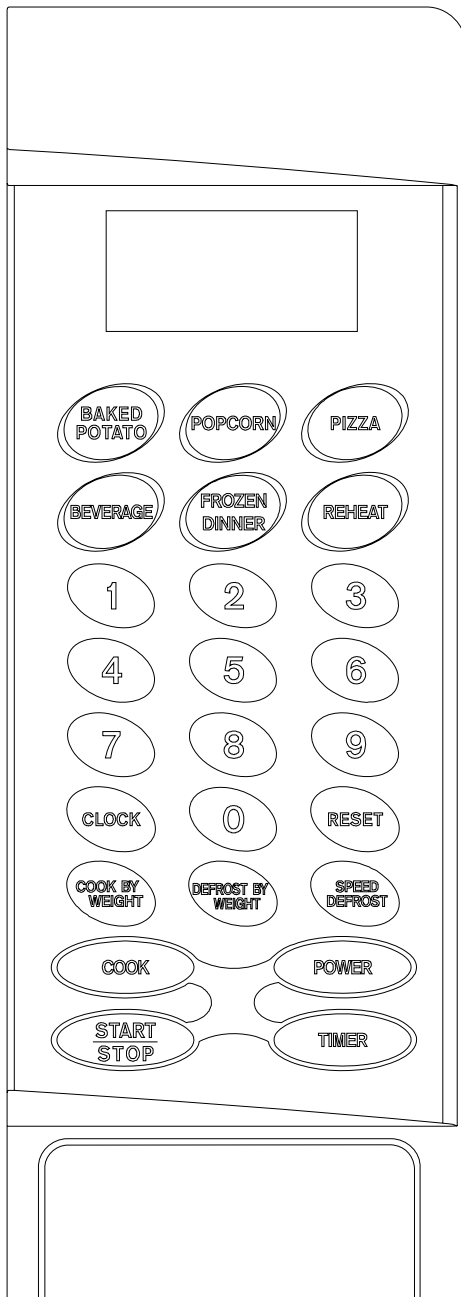 BAKED
POTATO
POPCORN
PIZZA
BEVERAGE
FROZEN
DINNER
REHEAT
1
2
3
4
5
6
7
8
9
CLOCK
0
RESET
COOK BY
WEIGHT
DEFROST BY
WEIGHT
SPEED
DEFROST
COOK
POWER
START
STOP
TIMER